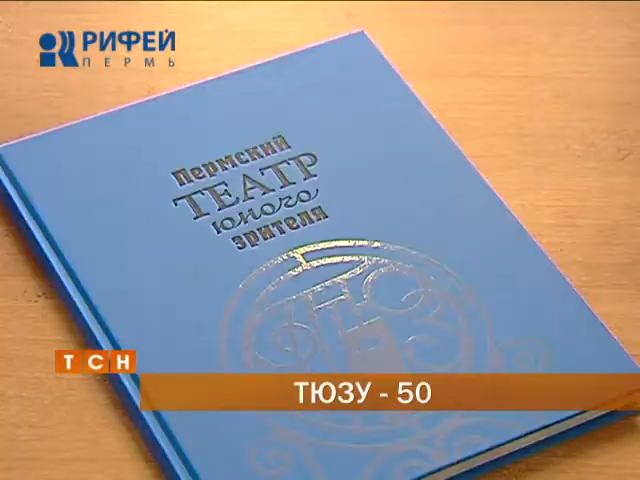 РИФЕЙ
ПЕРМЬ
Пермский
ТЕАТР
юного
зрителя
ТСН
ТЮЗУ - 50